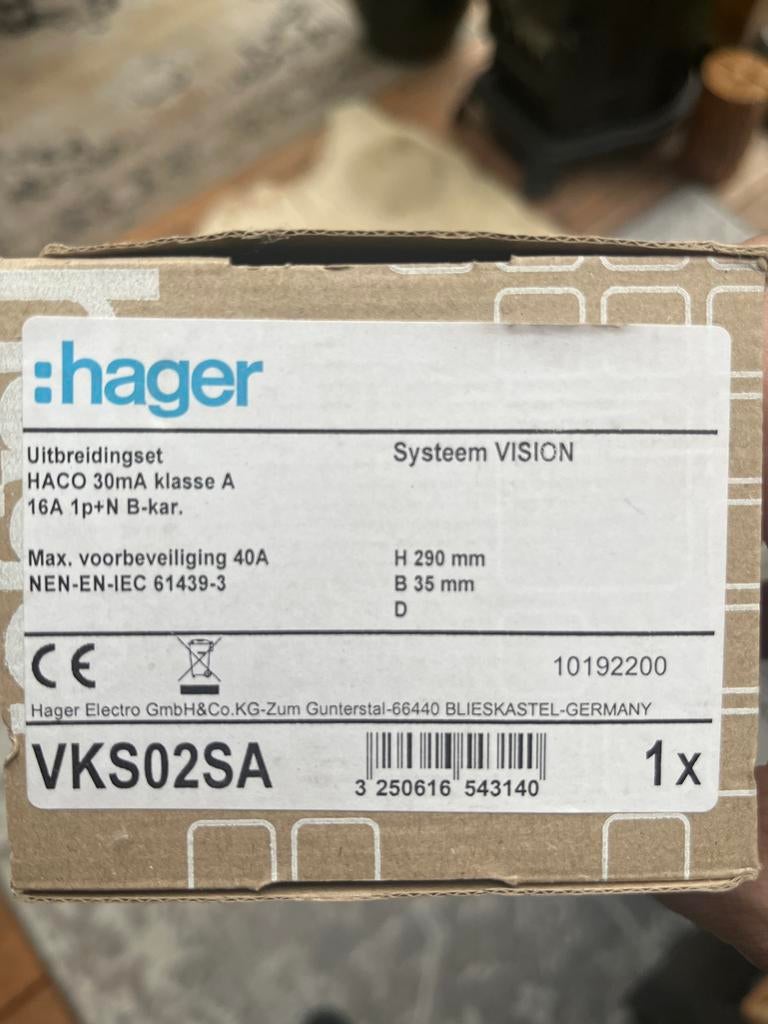 :hager
Uitbreidingset
HACO 30mA klasse A
16A 1p+N B-kar.
Systeem VISION
Max. voorbeveiliging 40A
NEN-EN-IEC 61439-3
H 290 mm
B 35 mm
D
CE
10192200
Hager Electro GmbH&Co.KG-Zum Gunterstal-66440 BLIESKASTEL-GERMANY
VKS02SA
3 250616 543140
1x